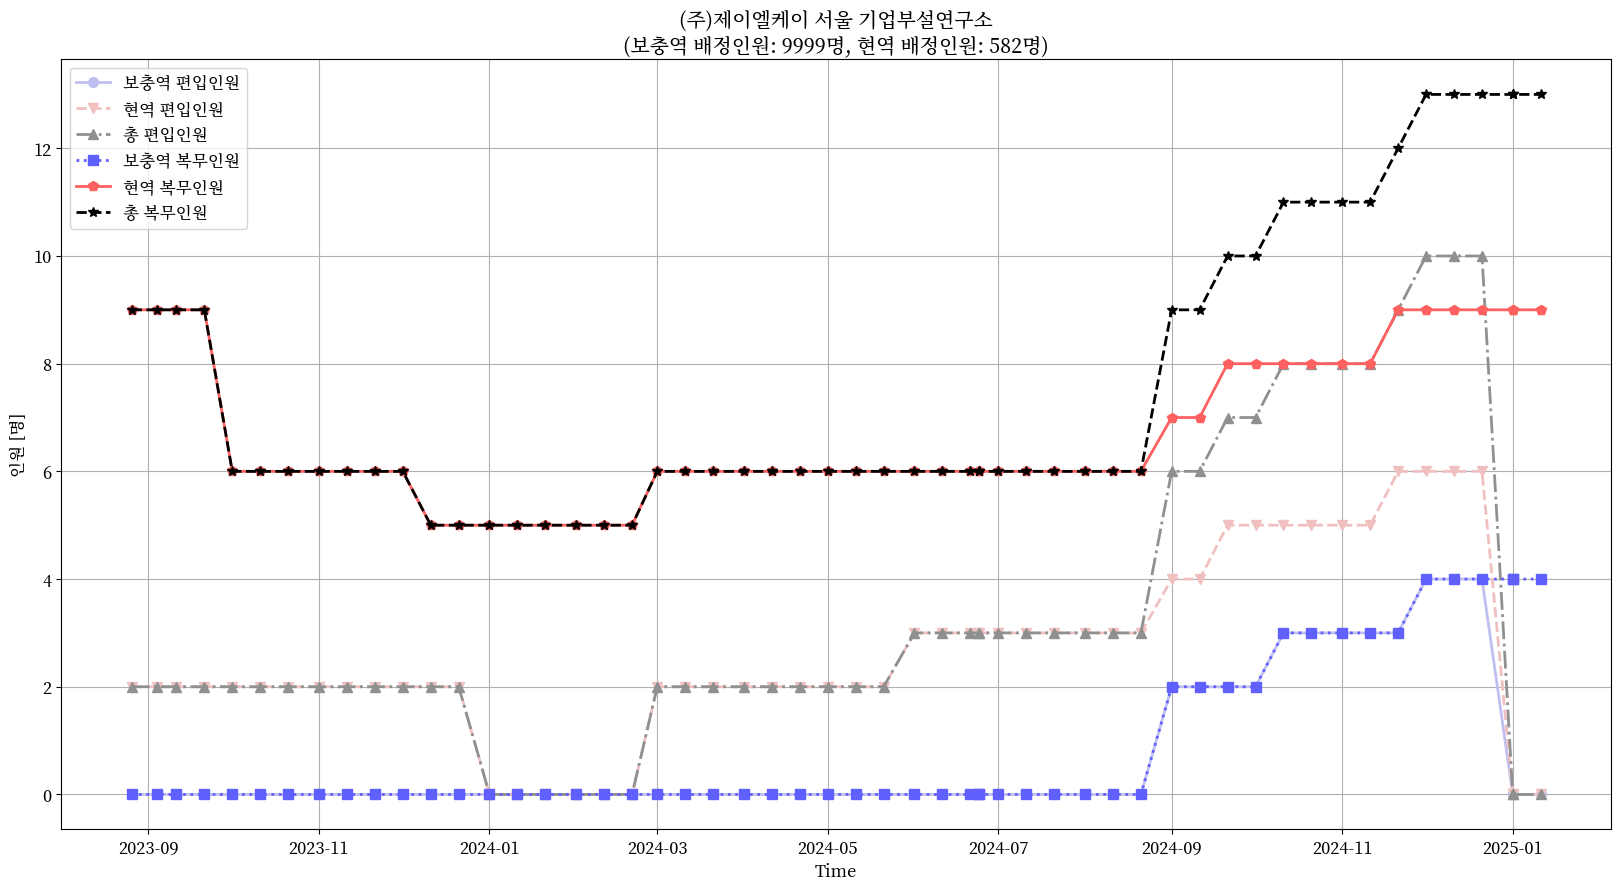 (주)제이엘케이 서울 기업부설연구소
(보충역 배정인원: 9999명, 현역 배정인원: 582명)
보충역 편입인원
현역 편입인원
총 편입인원
보충역 복무인원
현역 복무인원
총 복무인원
인원 [명]
12
10
8
6
4
2
0
2023-09
2023-11
2024-01
2024-03
2024-05
2024-07
2024-09
2024-11
2025-01
Time